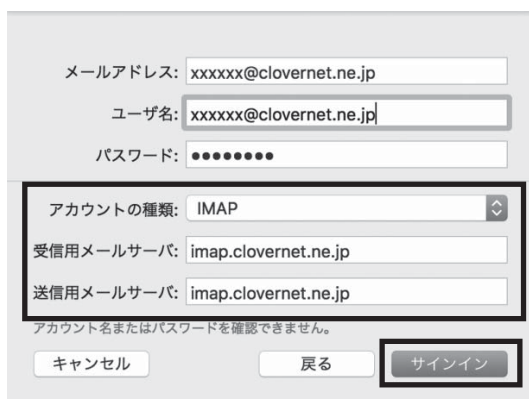 メールアドレス: xxxxxx@clovernet.ne.jp
ユーザ名: xxxxxx@clovernet.ne.jp
パスワード: ●●●●●●●●
アカウントの種類: IMAP
受信用メールサーバ: imap.clovernet.ne.jp
送信用メールサーバ: imap.clovernet.ne.jp
アカウント名またはパスワードを確認できません。
キャンセル 戻る サインイン